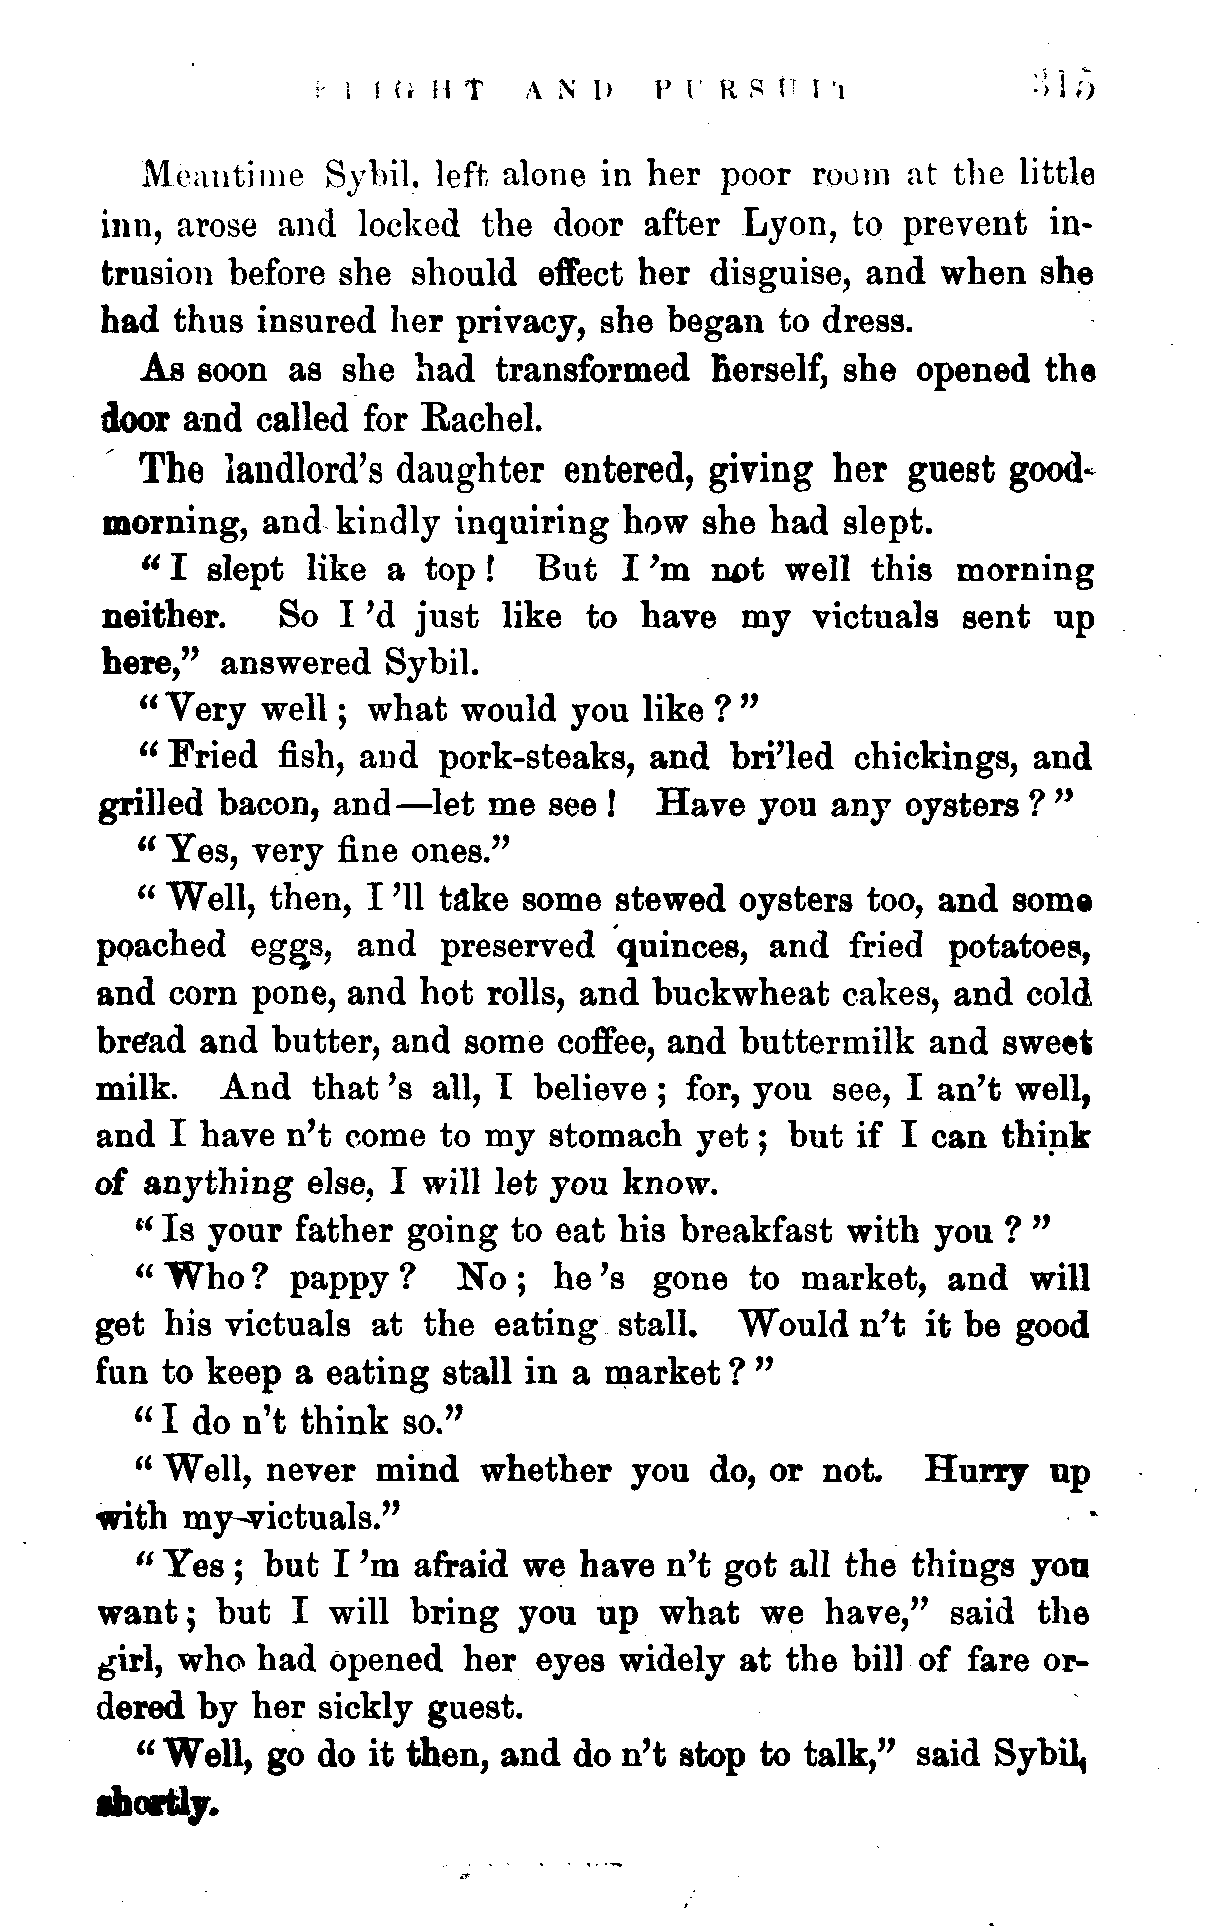 FLIGHT AND PURSUIT 315
Meantime Sybil, left alone in her poor room at the little
inn, arose and locked the door after Lyon, to prevent in-
trusion before she should effect her disguise, and when she
had thus insured her privacy, she began to dress.
As soon as she had transformed herself, she opened the
door and called for Rachel.
The landlord's daughter entered, giving her guest good-
morning, and kindly inquiring how she had slept.
"I slept like a top! But I'm not well this morning
neither. So I'd just like to have my victuals sent up
here," answered Sybil.
"Very well; what would you like?"
"Fried fish, and pork-steaks, and bri'led chickings, and
grilled bacon, and—let me see! Have you any oysters?"
"Yes, very fine ones."
"Well, then, I'll take some stewed oysters too, and some
poached eggs, and preserved quinces, and fried potatoes,
and corn pone, and hot rolls, and buckwheat cakes, and cold
bread and butter, and some coffee, and buttermilk and sweet
milk. And that's all, I believe; for, you see, I an't well,
and I have n't come to my stomach yet; but if I can think
of anything else, I will let you know.
"Is your father going to eat his breakfast with you?"
"Who? pappy? No; he's gone to market, and will
get his victuals at the eating stall. Would n't it be good
fun to keep a eating stall in a market?"
"I do n't think so."
"Well, never mind whether you do, or not. Hurry up
with my victuals."
"Yes; but I'm afraid we have n't got all the things you
want; but I will bring you up what we have," said the
girl, who had opened her eyes widely at the bill of fare or-
dered by her sickly guest.
"Well, go do it then, and do n't stop to talk," said Sybil,
shortly.